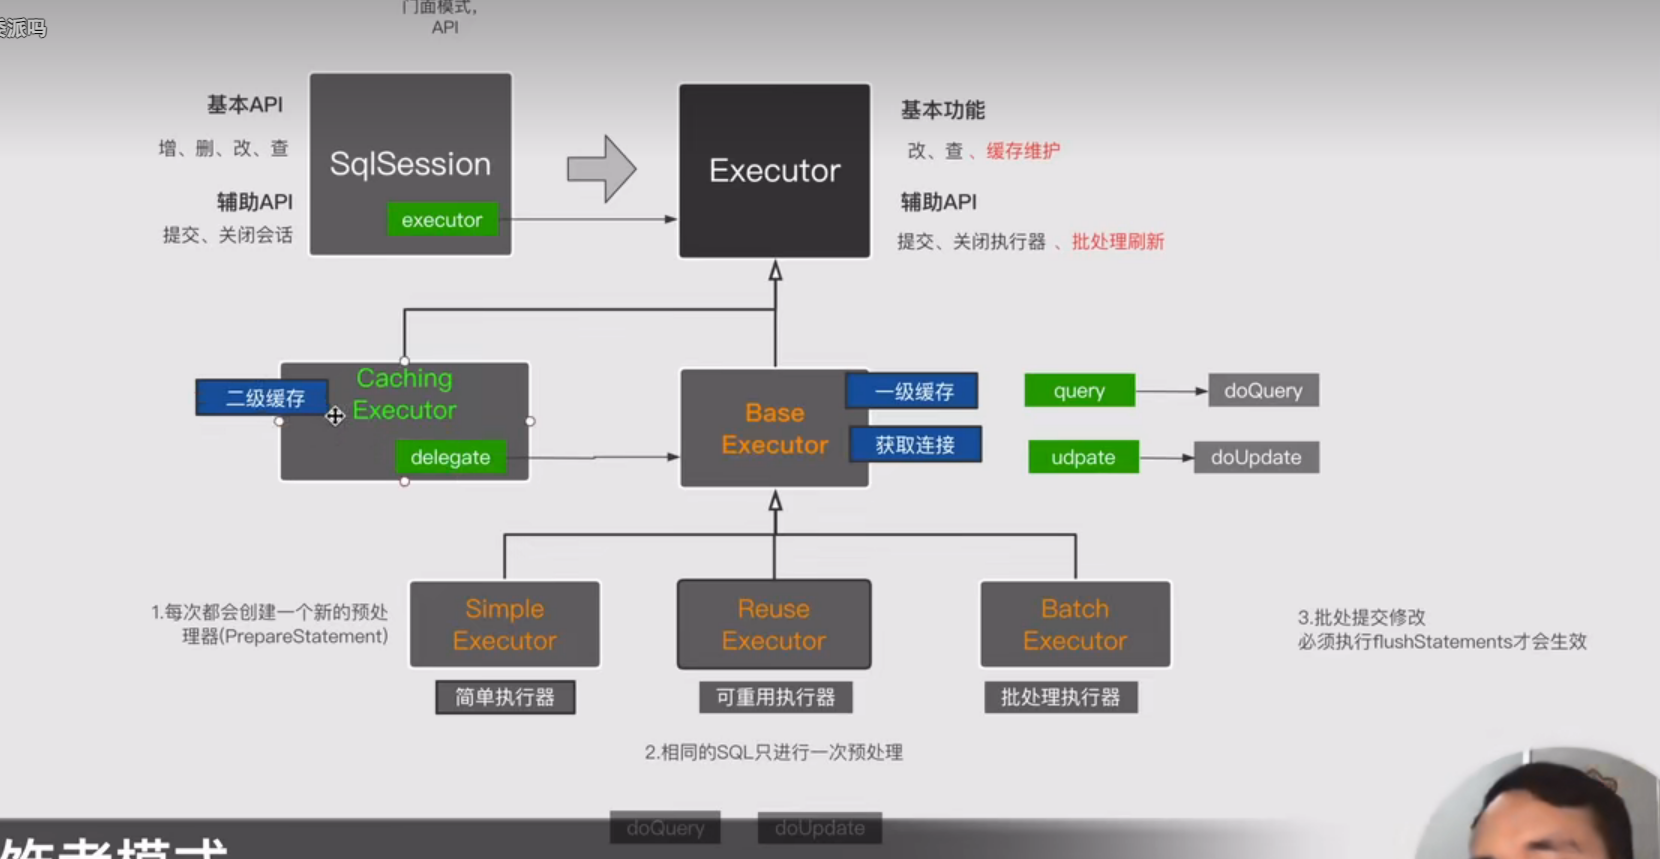 门面模式,
API
委派吗
基本API
增、删、改、查
辅助API
提交、关闭会话
SqlSession
executor
Executor
基本功能
改、查 、缓存维护
辅助API
提交、关闭执行器 、批处理刷新
二级缓存
Caching
Executor
delegate
Base
Executor
一级缓存
获取连接
query
doQuery
udpate
doUpdate
1.每次都会创建一个新的预处
理器(PrepareStatement)
Simple
Executor
简单执行器
Reuse
Executor
可重用执行器
Batch
Executor
批处理执行器
3.批处提交修改
必须执行flushStatements才会生效
2.相同的SQL只进行一次预处理
doQuery
doUpdate
饰者模式